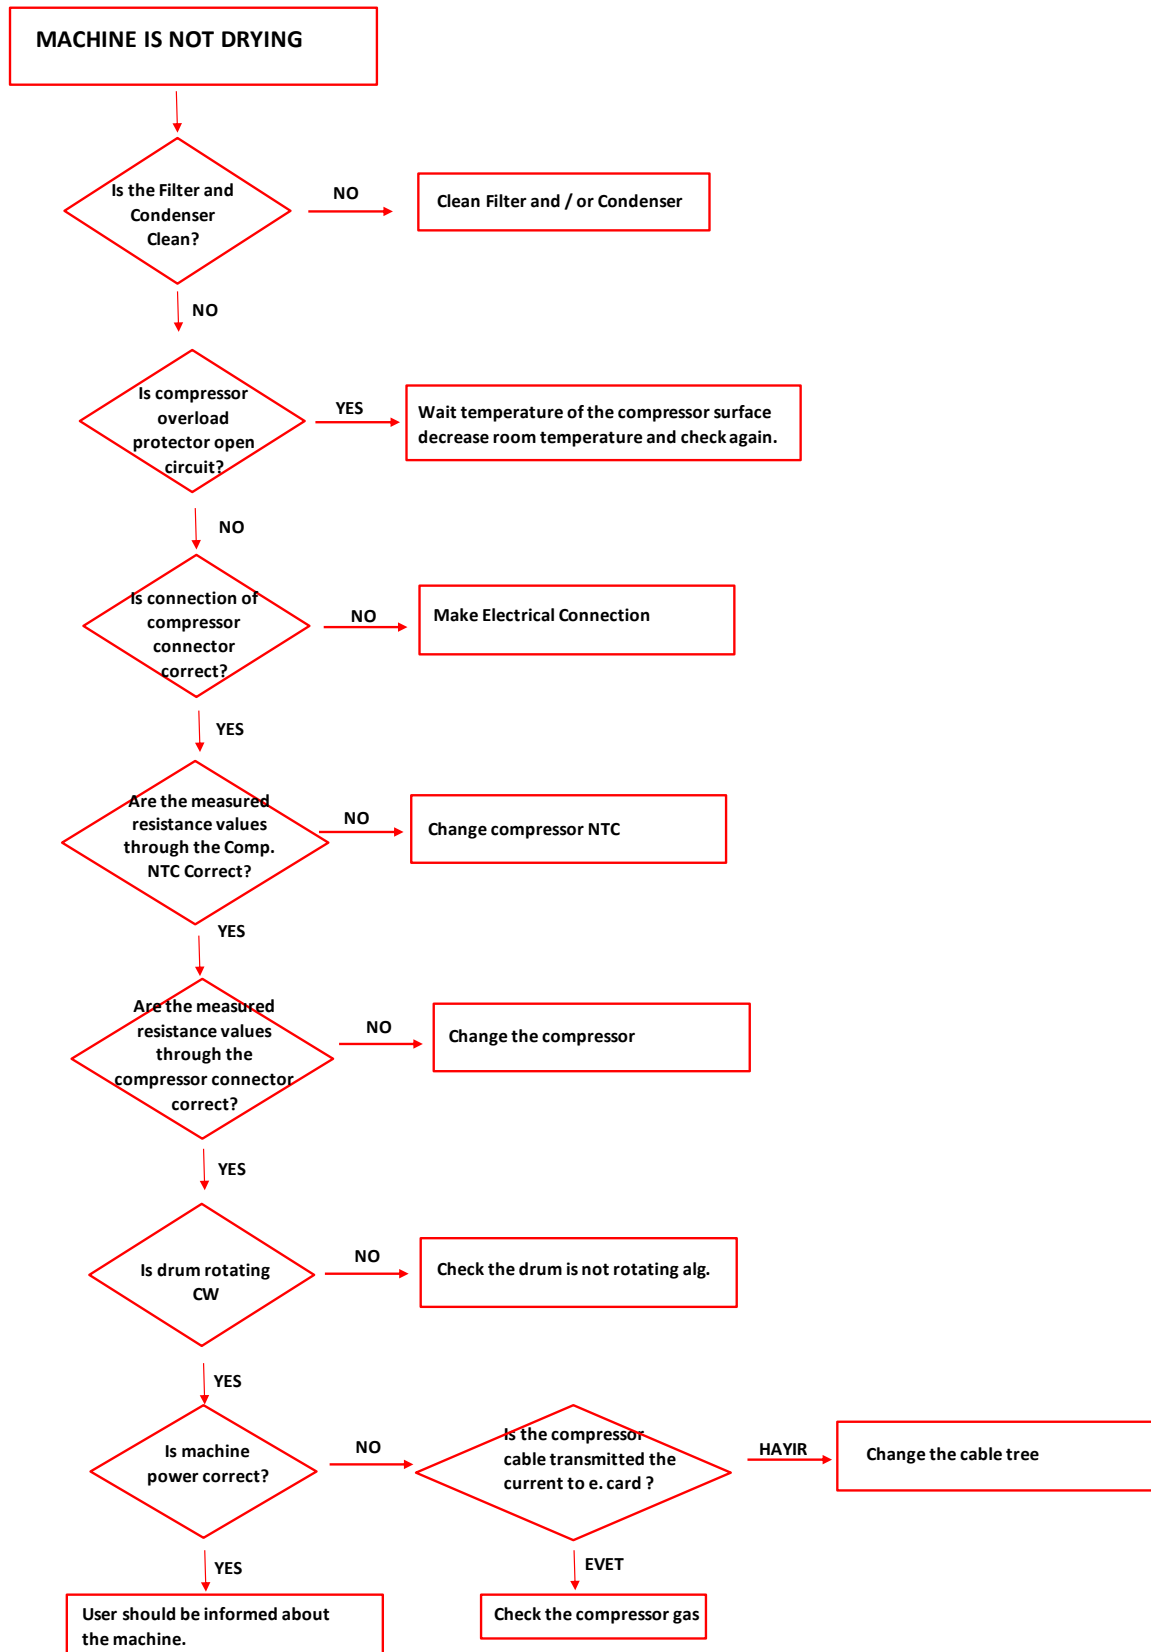 MACHINE IS NOT DRYING
Is the Filter and
Condenser
Clean?
NO
Clean Filter and / or Condenser
NO
Is compressor
overload
protector open
circuit?
YES
Wait temperature of the compressor surface
decrease room temperature and check again.
NO
Is connection of
compressor
connector
correct?
NO
Make Electrical Connection
YES
Are the measured
resistance values
through the Comp.
NTC Correct?
NO
Change compressor NTC
YES
Are the measured
resistance values
through the
compressor connector
correct?
NO
Change the compressor
YES
Is drum rotating
CW
NO
Check the drum is not rotating alg.
YES
Is machine
power correct?
NO
Is the compressor
cable transmitted the
current to e. card ?
HAYIR
Change the cable tree
YES
EVET
User should be informed about
the machine.
Check the compressor gas